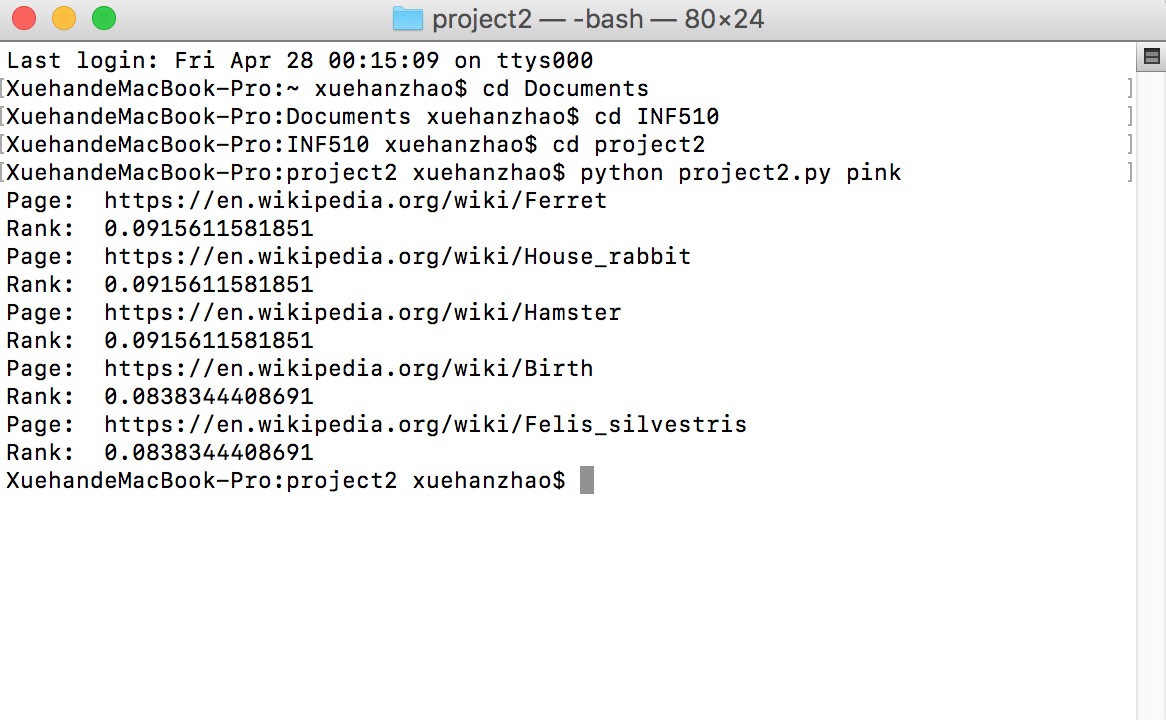 project2 — -bash — 80×24
Last login: Fri Apr 28 00:15:09 on ttys000
[XuehandeMacBook-Pro:~ xuehanzhao$ cd Documents ]
[XuehandeMacBook-Pro:Documents xuehanzhao$ cd INF510 ]
[XuehandeMacBook-Pro:INF510 xuehanzhao$ cd project2 ]
[XuehandeMacBook-Pro:project2 xuehanzhao$ python project2.py pink ]
Page:  https://en.wikipedia.org/wiki/Ferret
Rank:  0.0915611581851
Page:  https://en.wikipedia.org/wiki/House_rabbit
Rank:  0.0915611581851
Page:  https://en.wikipedia.org/wiki/Hamster
Rank:  0.0915611581851
Page:  https://en.wikipedia.org/wiki/Birth
Rank:  0.0838344408691
Page:  https://en.wikipedia.org/wiki/Felis_silvestris
Rank:  0.0838344408691
XuehandeMacBook-Pro:project2 xuehanzhao$